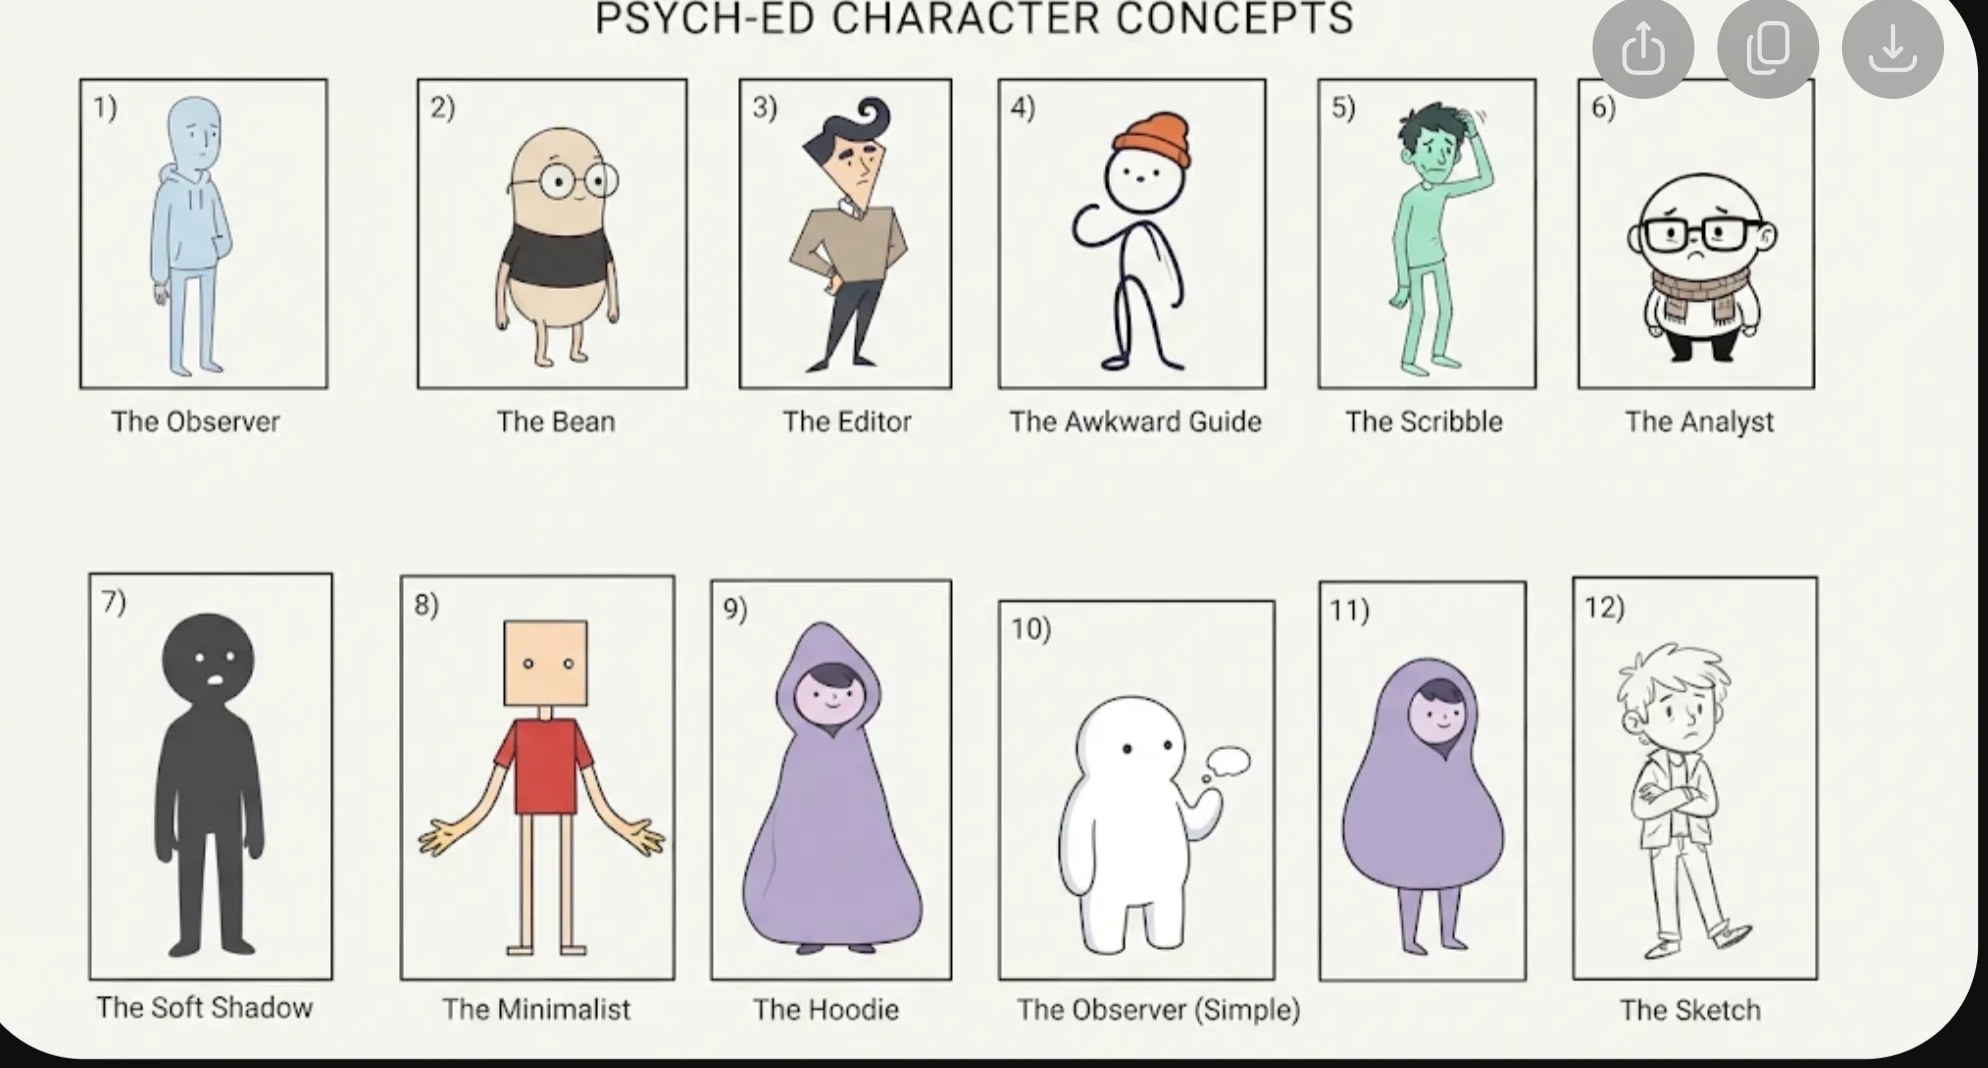 PSYCH-ED CHARACTER CONCEPTS
1)
2)
3)
4)
5)
6)
The Observer
The Bean
The Editor
The Awkward Guide
The Scribble
The Analyst
7)
8)
9)
10)
11)
12)
The Soft Shadow
The Minimalist
The Hoodie
The Observer (Simple)
The Sketch